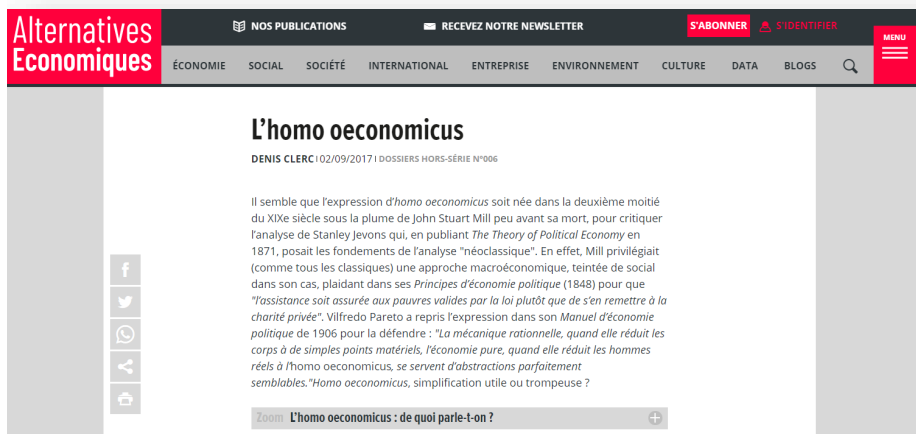 Alternatives
Economiques
NOS PUBLICATIONS
RECEVEZ NOTRE NEWSLETTER
S'ABONNER
S'IDENTIFIER
MENU
ÉCONOMIE SOCIAL SOCIÉTÉ INTERNATIONAL ENTREPRISE ENVIRONNEMENT CULTURE DATA BLOGS
L'homo oeconomicus
DENIS CLERC I 02/09/2017 I DOSSIERS HORS-SÉRIE N°006
Il semble que l'expression d'homo oeconomicus soit née dans la deuxième moitié
du XIXe siècle sous la plume de John Stuart Mill peu avant sa mort, pour critiquer
l'analyse de Stanley Jevons qui, en publiant The Theory of Political Economy en
1871, posait les fondements de l'analyse "néoclassique". En effet, Mill privilégiait
(comme tous les classiques) une approche macroéconomique, teintée de social
dans son cas, plaidant dans ses Principes d'économie politique (1848) pour que
"l'assistance soit assurée aux pauvres valides par la loi plutôt que de s'en remettre à la
charité privée". Vilfredo Pareto a repris l'expression dans son Manuel d'économie
politique de 1906 pour la défendre : "La mécanique rationnelle, quand elle réduit les
corps à de simples points matériels, l'économie pure, quand elle réduit les hommes
réels à l'homo oeconomicus, se servent d'abstractions parfaitement
semblables."Homo oeconomicus, simplification utile ou trompeuse ?
Zoom L'homo oeconomicus : de quoi parle-t-on ?